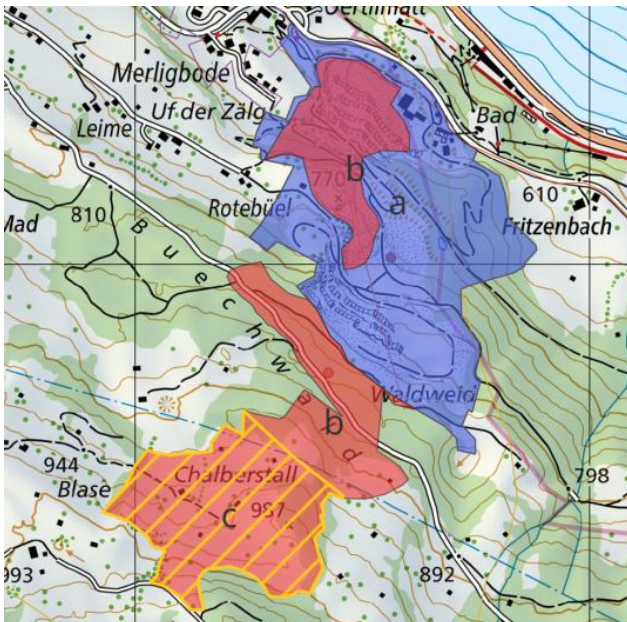 Oertlimatt
Merligbode
Uf der Zälg
Leime
Bad
b
770
a
610
Rotebüel
Fritzenbach
810
Mad
Buechwald
Waldweid
b
944
Chalberstall
Blase
c
987
798
993
892